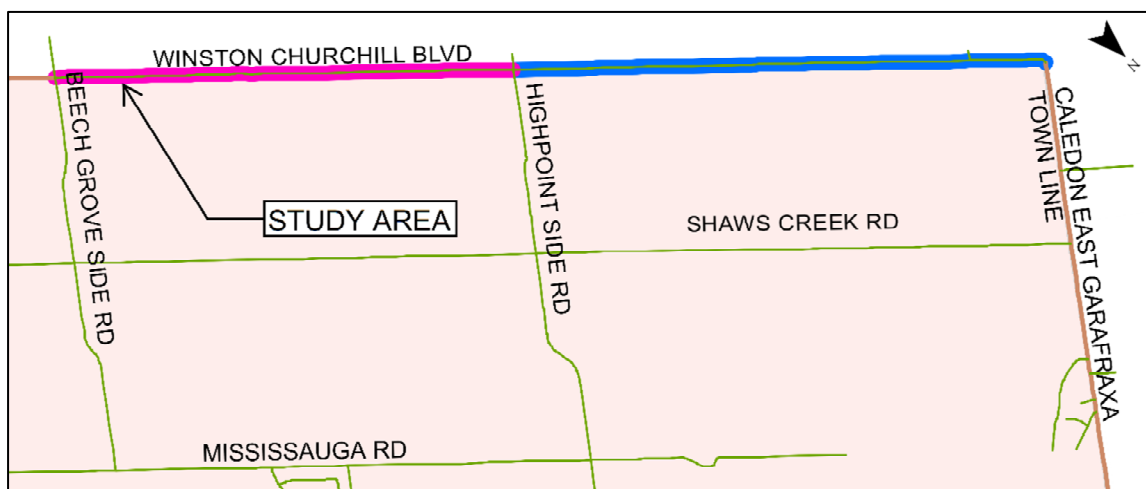 WINSTON CHURCHILL BLVD
BEECH GROVE SIDE RD
HIGHPOINT SIDE RD
CALEDON EAST GARAFRAXA
TOWN LINE
N
STUDY AREA
SHAWS CREEK RD
MISSISSAUGA RD